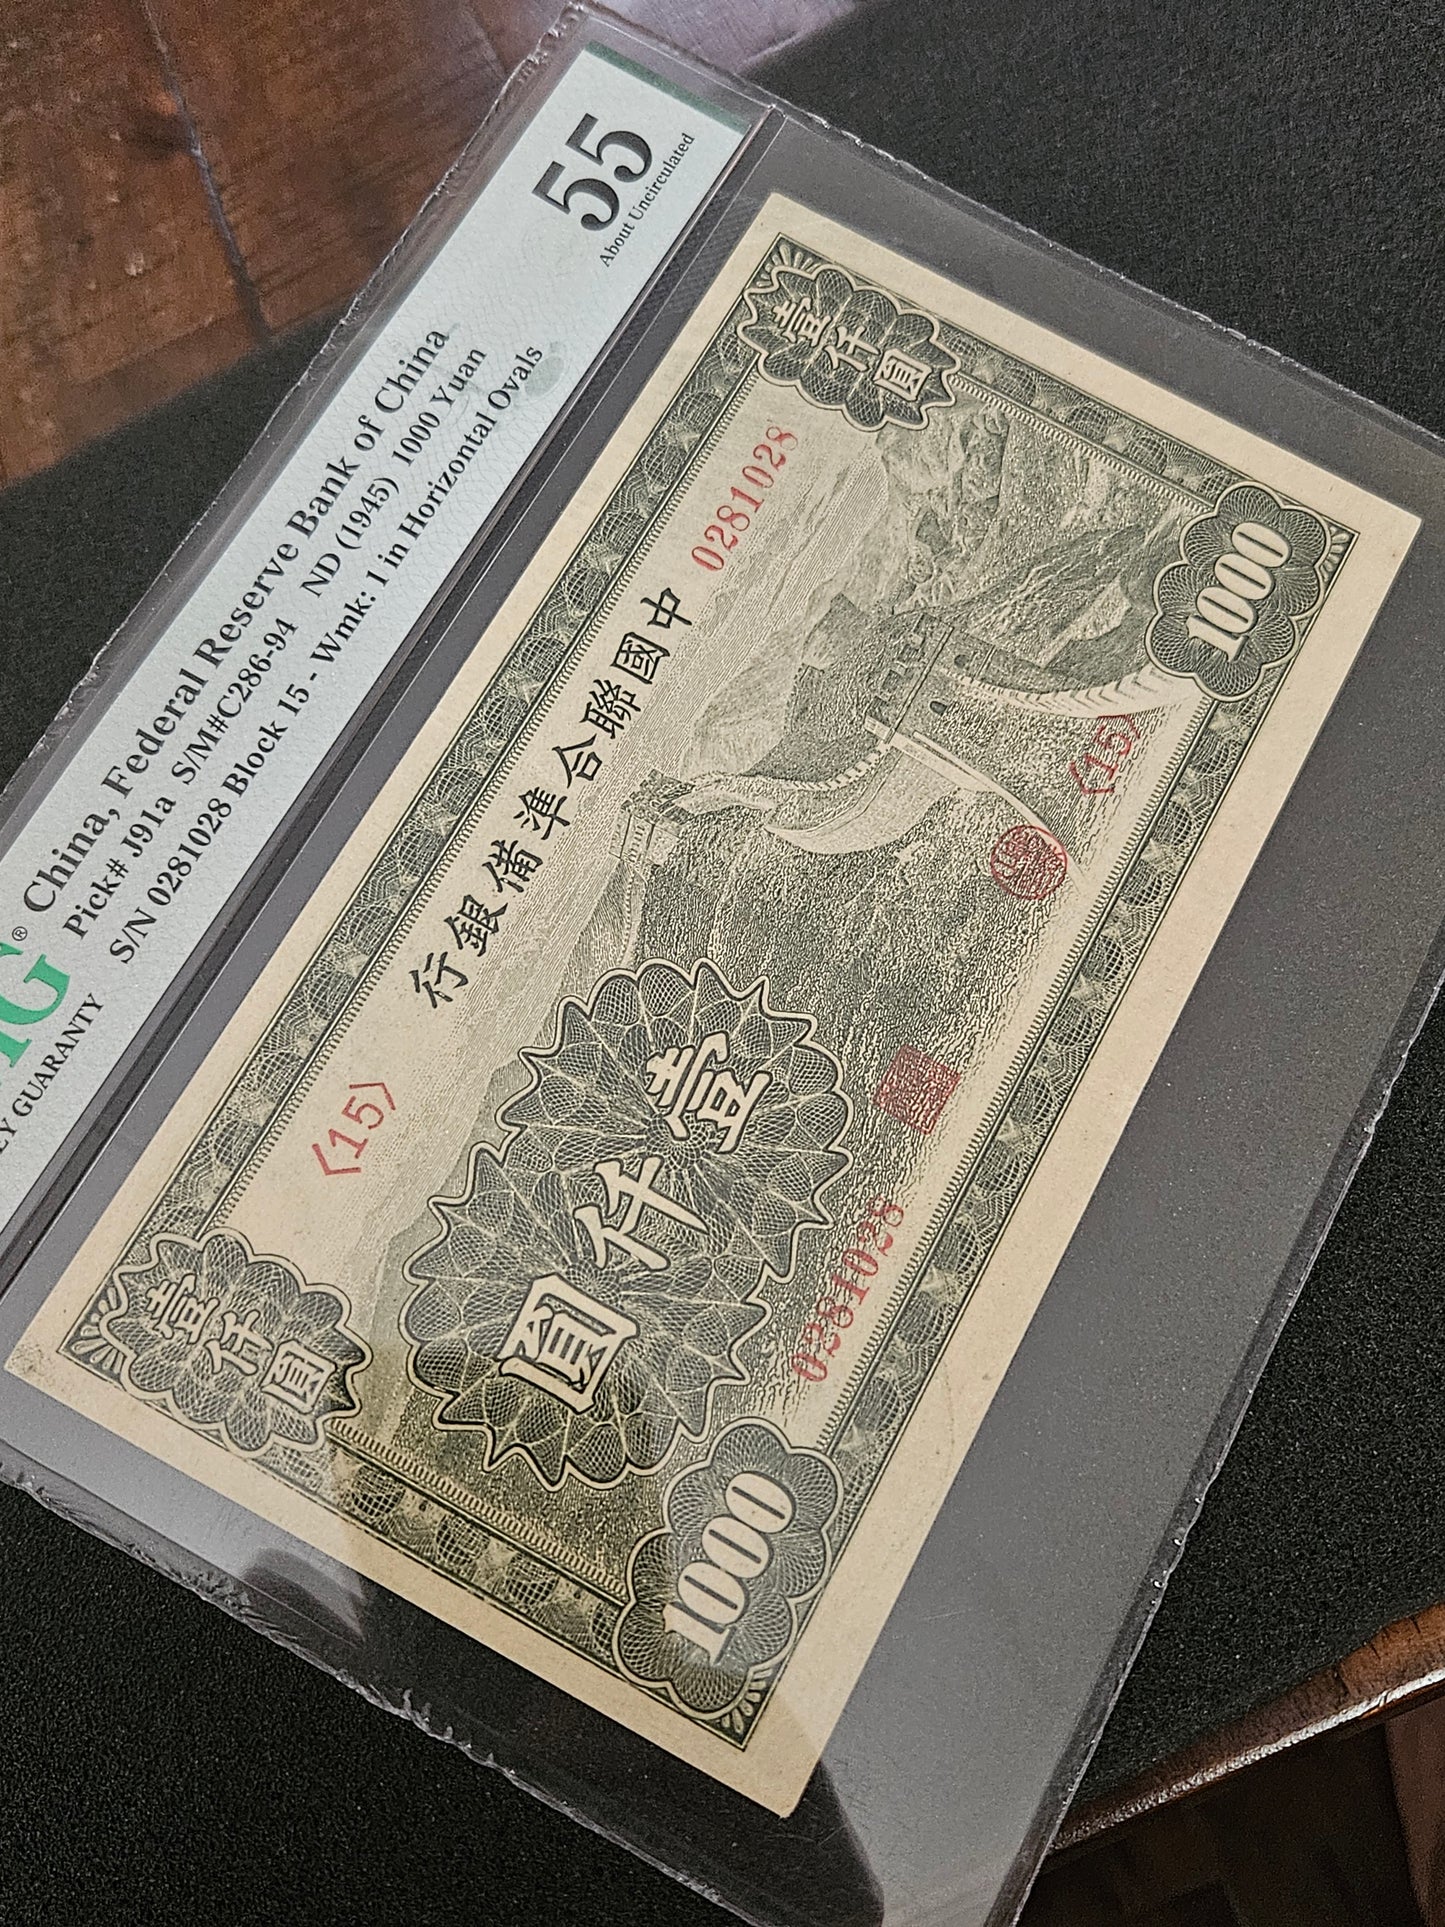 MG®
EY GUARANTY
China, Federal Reserve Bank of China
Pick# J91a S/M#C286-94 ND (1945) 1000 Yuan
S/N 0281028 Block 15 - Wmk: 1 in Horizontal Ovals
55
About Uncirculated
壹仟圓
壹仟圓
〈15〉
0281028
行銀備準合聯國中
壹仟圓
0281028
〈15〉
1000
1000